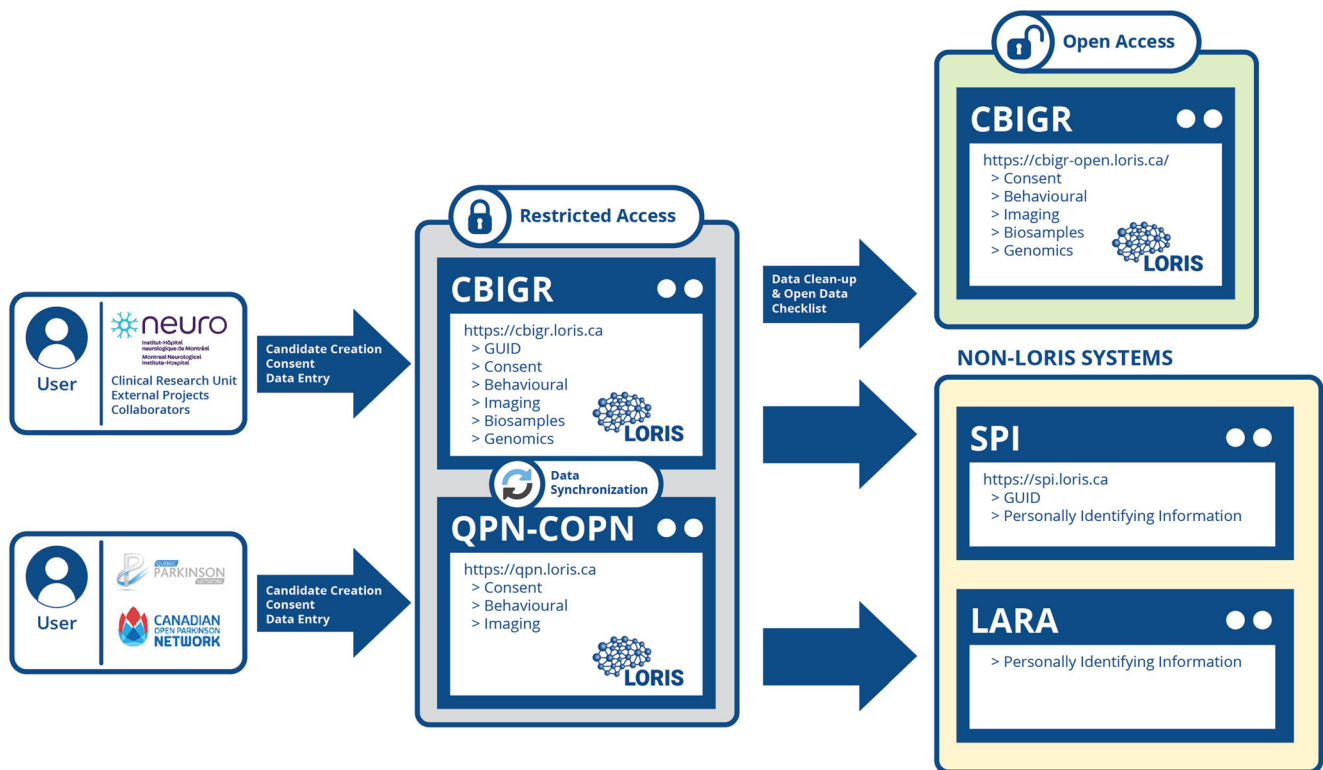 User
neuro
Institut-Hôpital
neurologique de Montréal
Montreal Neurological
Institute-Hospital
Clinical Research Unit
External Projects
Collaborators
Candidate Creation
Consent
Data Entry
User
QUÉBEC
PARKINSON
NETWORK
CANADIAN
OPEN PARKINSON
NETWORK
Candidate Creation
Consent
Data Entry
Restricted Access
CBIGR
https://cbigr.loris.ca
> GUID
> Consent
> Behavioural
> Imaging
> Biosamples
> Genomics
LORIS
Data
Synchronization
QPN-COPN
https://qpn.loris.ca
> Consent
> Behavioural
> Imaging
LORIS
Data Clean-up
& Open Data
Checklist
Open Access
CBIGR
https://cbigr-open.loris.ca/
> Consent
> Behavioural
> Imaging
> Biosamples
> Genomics
LORIS
NON-LORIS SYSTEMS
SPI
https://spi.loris.ca
> GUID
> Personally Identifying Information
LARA
> Personally Identifying Information